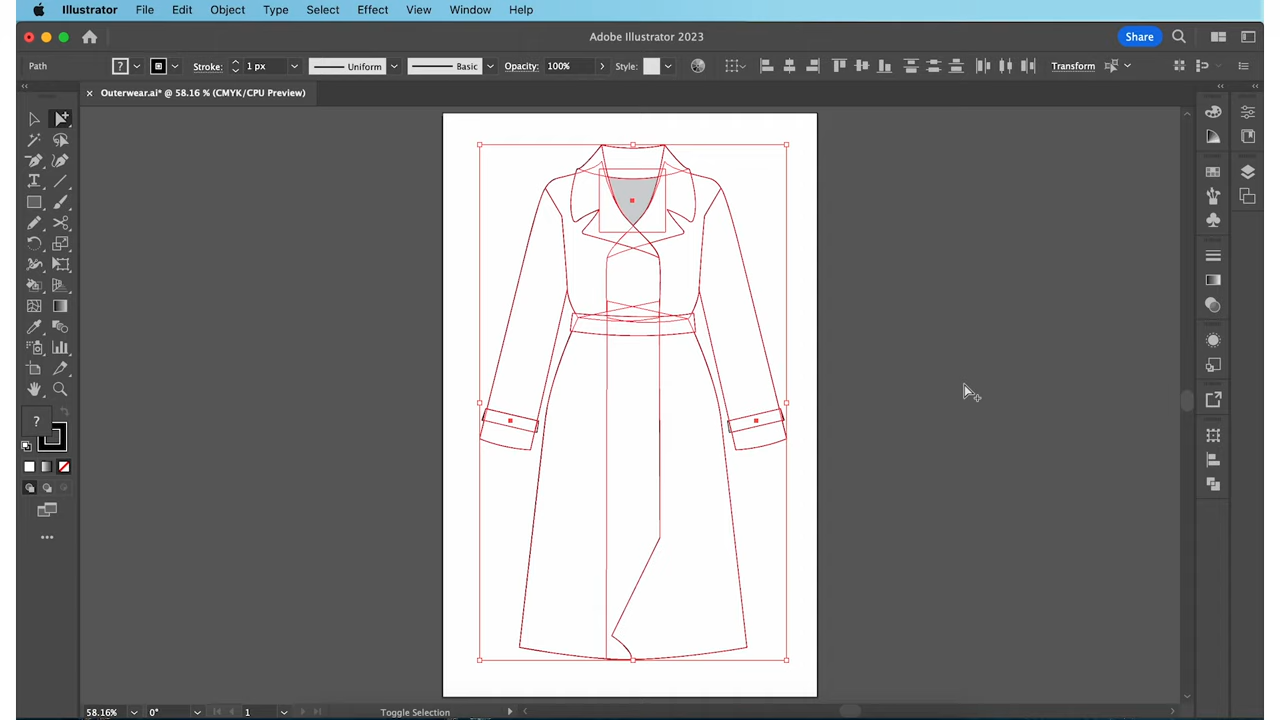 Illustrator File Edit Object Type Select Effect View Window Help
Adobe Illustrator 2023
Share
Path ? Stroke: 1 px Uniform Basic Opacity: 100% Style: Transform
× Outerwear.ai* @ 58.16 % (CMYK/CPU Preview)
?
58.16% 0° 1 Toggle Selection